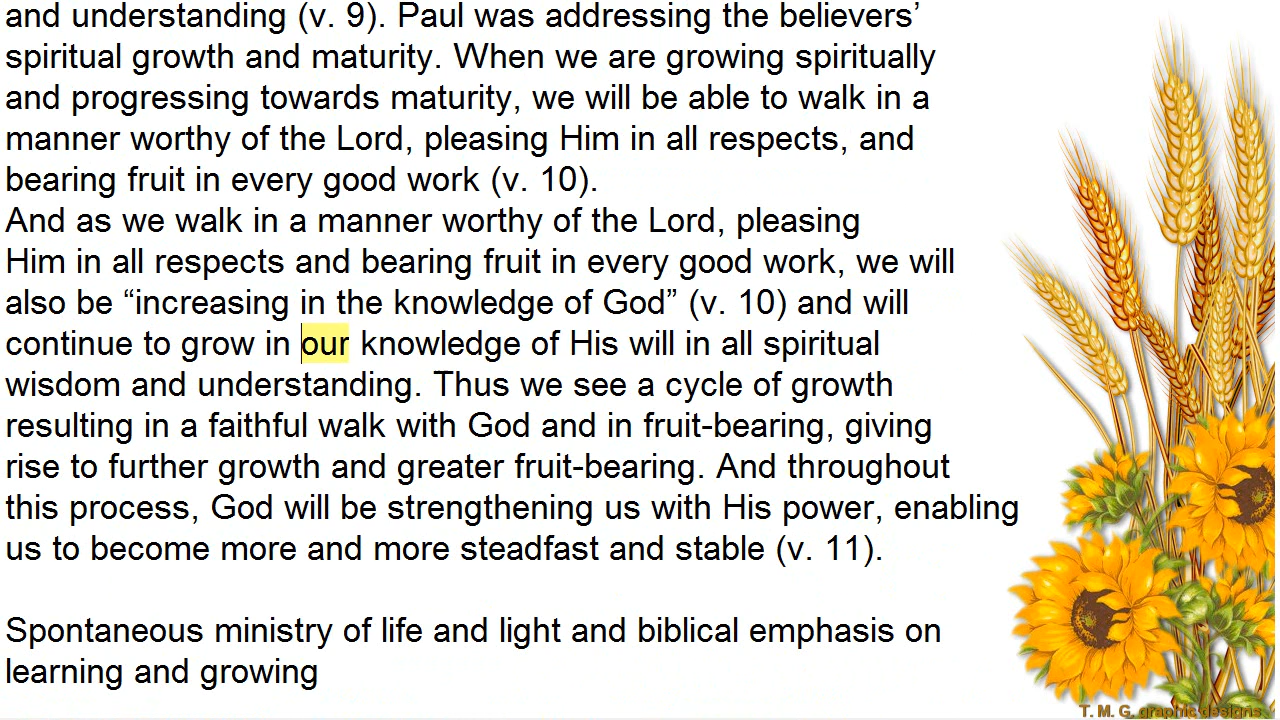 and understanding (v. 9). Paul was addressing the believers’
spiritual growth and maturity. When we are growing spiritually
and progressing towards maturity, we will be able to walk in a
manner worthy of the Lord, pleasing Him in all respects, and
bearing fruit in every good work (v. 10).
And as we walk in a manner worthy of the Lord, pleasing
Him in all respects and bearing fruit in every good work, we will
also be “increasing in the knowledge of God” (v. 10) and will
continue to grow in our knowledge of His will in all spiritual
wisdom and understanding. Thus we see a cycle of growth
resulting in a faithful walk with God and in fruit-bearing, giving
rise to further growth and greater fruit-bearing. And throughout
this process, God will be strengthening us with His power, enabling
us to become more and more steadfast and stable (v. 11).
Spontaneous ministry of life and light and biblical emphasis on
learning and growing
T. M. G. graphic designs